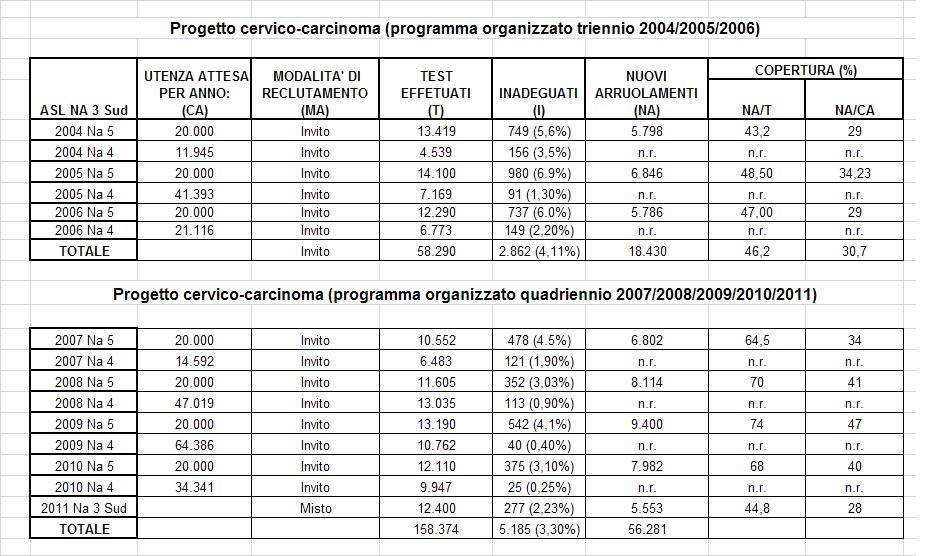 Progetto cervico-carcinoma (programma organizzato triennio 2004/2005/2006)
ASL NA 3 Sud UTENZA ATTESA PER ANNO: (CA) MODALITA' DI RECLUTAMENTO (MA) TEST EFFETUATI (T) INADEGUATI (I) NUOVI ARRUOLAMENTI (NA) COPERTURA (%) NA/T NA/CA
2004 Na 5 20.000 Invito 13.419 749 (5,6%) 5.798 43,2 29
2004 Na 4 11.945 Invito 4.539 156 (3,5%) n.r. n.r. n.r.
2005 Na 5 20.000 Invito 14.100 980 (6.9%) 6.846 48,50 34,23
2005 Na 4 41.393 Invito 7.169 91 (1,30%) n.r. n.r. n.r.
2006 Na 5 20.000 Invito 12.290 737 (6.0%) 5.786 47,00 29
2006 Na 4 21.116 Invito 6.773 149 (2,20%) n.r. n.r. n.r.
TOTALE Invito 58.290 2.862 (4,11%) 18.430 46,2 30,7
Progetto cervico-carcinoma (programma organizzato quadriennio 2007/2008/2009/2010/2011)
2007 Na 5 20.000 Invito 10.552 478 (4.5%) 6.802 64,5 34
2007 Na 4 14.592 Invito 6.483 121 (1,90%) n.r. n.r. n.r.
2008 Na 5 20.000 Invito 11.605 352 (3,03%) 8.114 70 41
2008 Na 4 47.019 Invito 13.035 113 (0,90%) n.r. n.r. n.r.
2009 Na 5 20.000 Invito 13.190 542 (4,1%) 9.400 74 47
2009 Na 4 64.386 Invito 10.762 40 (0,40%) n.r. n.r. n.r.
2010 Na 5 20.000 Invito 12.110 375 (3,10%) 7.982 68 40
2010 Na 4 34.341 Invito 9.947 25 (0,25%) n.r. n.r. n.r.
2011 Na 3 Sud Misto 12.400 277 (2,23%) 5.553 44,8 28
TOTALE 158.374 5.185 (3,30%) 56.281